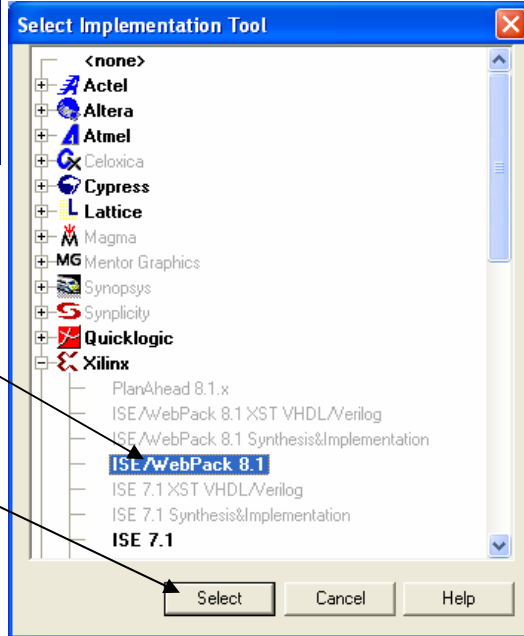 Select Implementation Tool
<none>
Actel
Altera
Atmel
Celoxica
Cypress
Lattice
Magma
MG Mentor Graphics
Synopsys
Synplicity
Quicklogic
Xilinx
PlanAhead 8.1.x
ISE/WebPack 8.1 XST VHDL/Verilog
ISE/WebPack 8.1 Synthesis&Implementation
ISE/WebPack 8.1
ISE 7.1 XST VHDL/Verilog
ISE 7.1 Synthesis&Implementation
ISE 7.1
Select Cancel Help